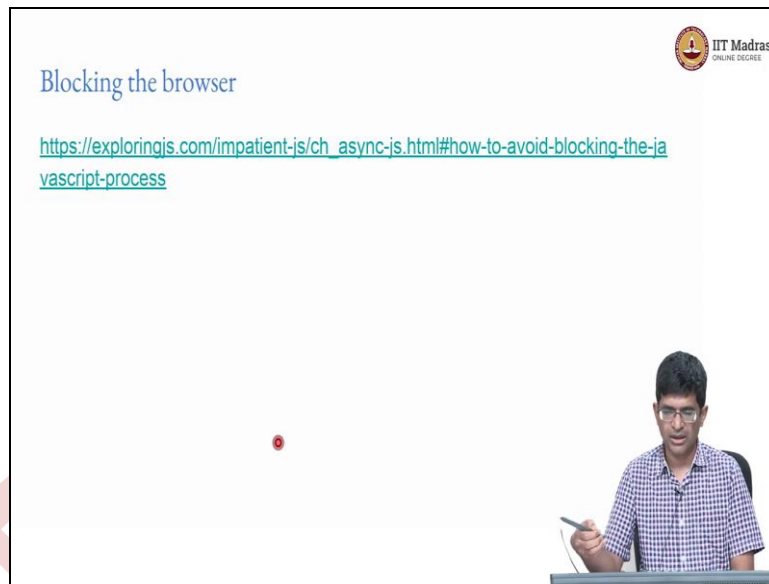 IIT Madras
ONLINE DEGREE
Blocking the browser
https://exploringjs.com/impatient-js/ch_async-js.html#how-to-avoid-blocking-the-ja
vascript-process